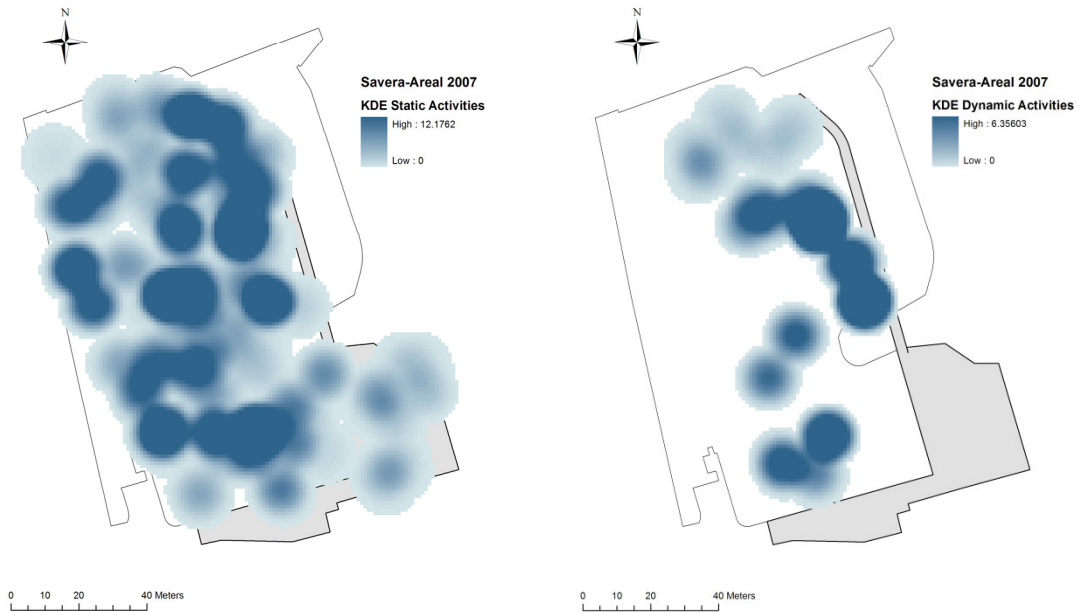 N
Savera-Areal 2007
KDE Static Activities
High : 12.1762
Low : 0
0 10 20 40 Meters
N
Savera-Areal 2007
KDE Dynamic Activities
High : 6.35603
Low : 0
0 10 20 40 Meters